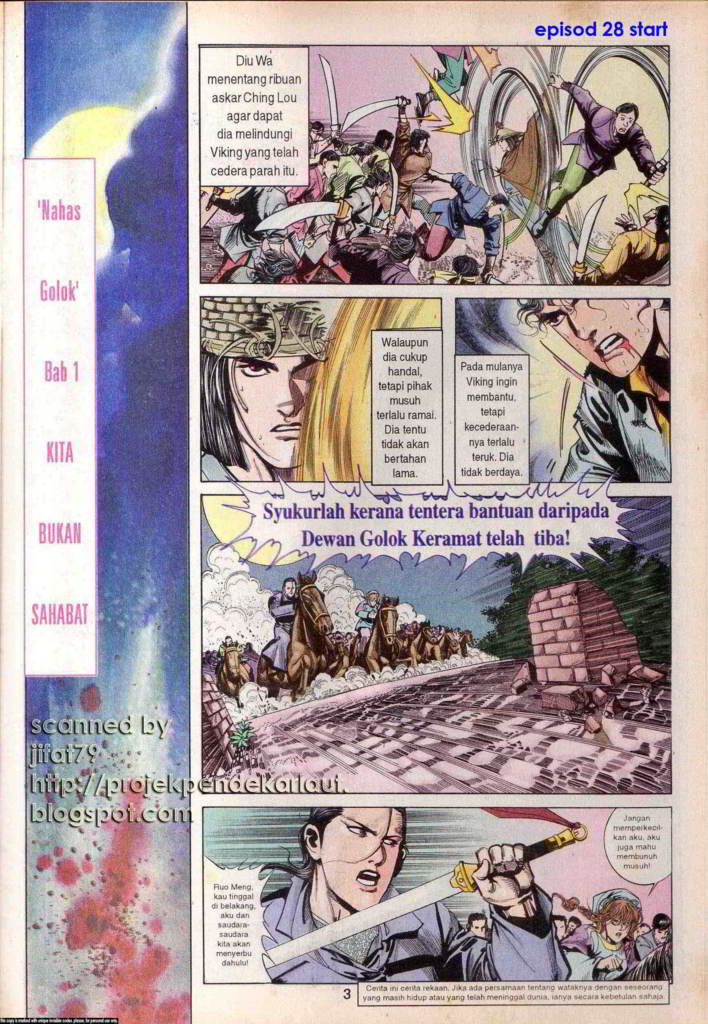 episod 28 start
Diu Wa
menentang ribuan
askar Ching Lou
agar dapat
dia melindungi
Viking yang telah
cedera parah itu.
'Nahas
Golok'
Bab 1
KITA
BUKAN
SAHABAT
Walaupun
dia cukup
handal,
tetapi pihak
musuh
terlalu ramai.
Dia tentu
tidak akan
bertahan
lama.
Pada mulanya
Viking ingin
membantu,
tetapi
kecederaan-
nya terlalu
teruk. Dia
tidak berdaya.
Syukurlah kerana tentera bantuan daripada
Dewan Golok Keramat telah tiba!
scanned by
jifat79
http://projekpendekarlaut.
blogspot.com
Jangan
memperkecil-
kan aku, aku
juga mahu
membunuh
musuh!
Ruo Meng,
kau tinggal
di belakang,
aku dan
saudara-
saudara
kita akan
menyerbu
dahulu!
3
Cerita ini cerita rekaan. Jika ada persamaan tentang wataknya dengan seseorang
yang masih hidup atau yang telah meninggal dunia, ianya secara kebetulan sahaja.